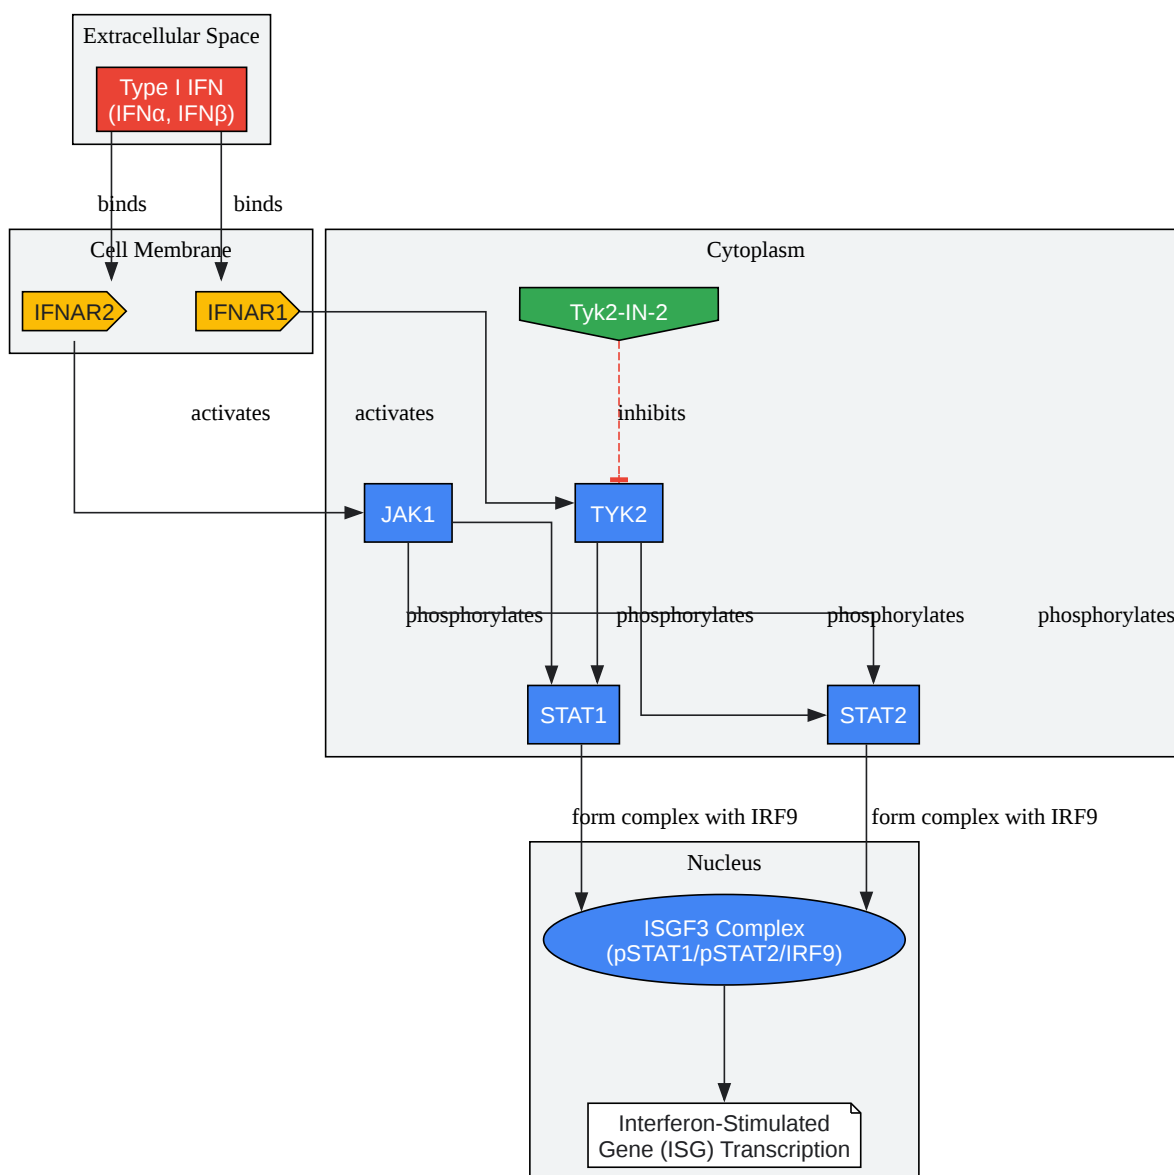 Extracellular Space
Type I IFN
(IFNα, IFNβ)
binds
binds
Cell Membrane
Cytoplasm
IFNAR2
IFNAR1
Tyk2-IN-2
activates
activates
inhibits
JAK1
TYK2
phosphorylates
phosphorylates
phosphorylates
phosphorylates
STAT1
STAT2
form complex with IRF9
form complex with IRF9
Nucleus
ISGF3 Complex
(pSTAT1/pSTAT2/IRF9)
Interferon-Stimulated
Gene (ISG) Transcription